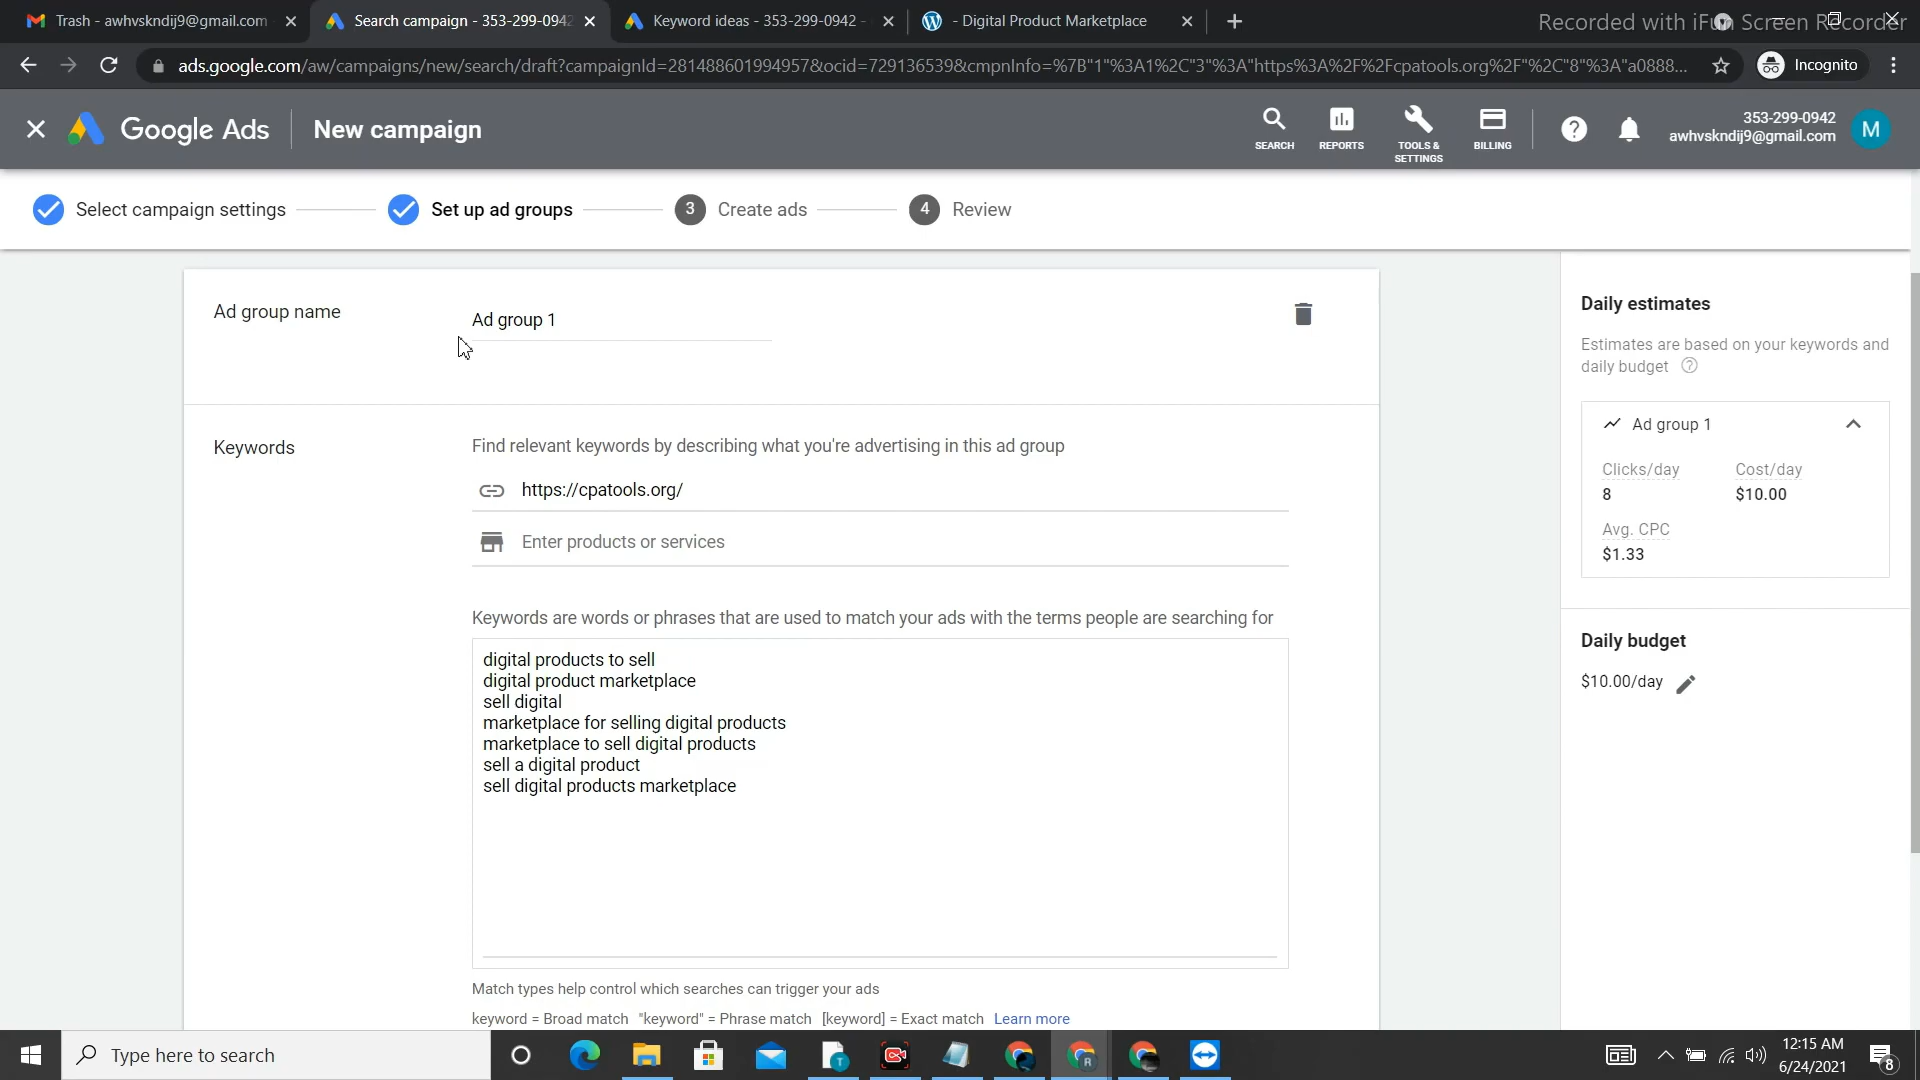 Trash - awhvskndij9@gmail.com
Search campaign - 353-299-0942
Keyword ideas - 353-299-0942 -
- Digital Product Marketplace
Recorded with iFun Screen Recorder
ads.google.com/aw/campaigns/new/search/draft?campaignId=281488601994957&ocid=729136539&cmpnInfo=%7B"1"%3A1%2C"3"%3A"https%3A%2F%2Fcpatools.org%2F"%2C"8"%3A"a0888...
Incognito
Google Ads
New campaign
SEARCH
REPORTS
TOOLS &
SETTINGS
BILLING
353-299-0942
awhvskndij9@gmail.com
M
Select campaign settings
Set up ad groups
3 Create ads
4 Review
Ad group name
Ad group 1
Keywords
Find relevant keywords by describing what you're advertising in this ad group
https://cpatools.org/
Enter products or services
Keywords are words or phrases that are used to match your ads with the terms people are searching for
digital products to sell
digital product marketplace
sell digital
marketplace for selling digital products
marketplace to sell digital products
sell a digital product
sell digital products marketplace
Match types help control which searches can trigger your ads
keyword = Broad match "keyword" = Phrase match [keyword] = Exact match Learn more
Daily estimates
Estimates are based on your keywords and
daily budget
Ad group 1
Clicks/day
Cost/day
8
$10.00
Avg. CPC
$1.33
Daily budget
$10.00/day
Type here to search
T
R
12:15 AM
6/24/2021
8